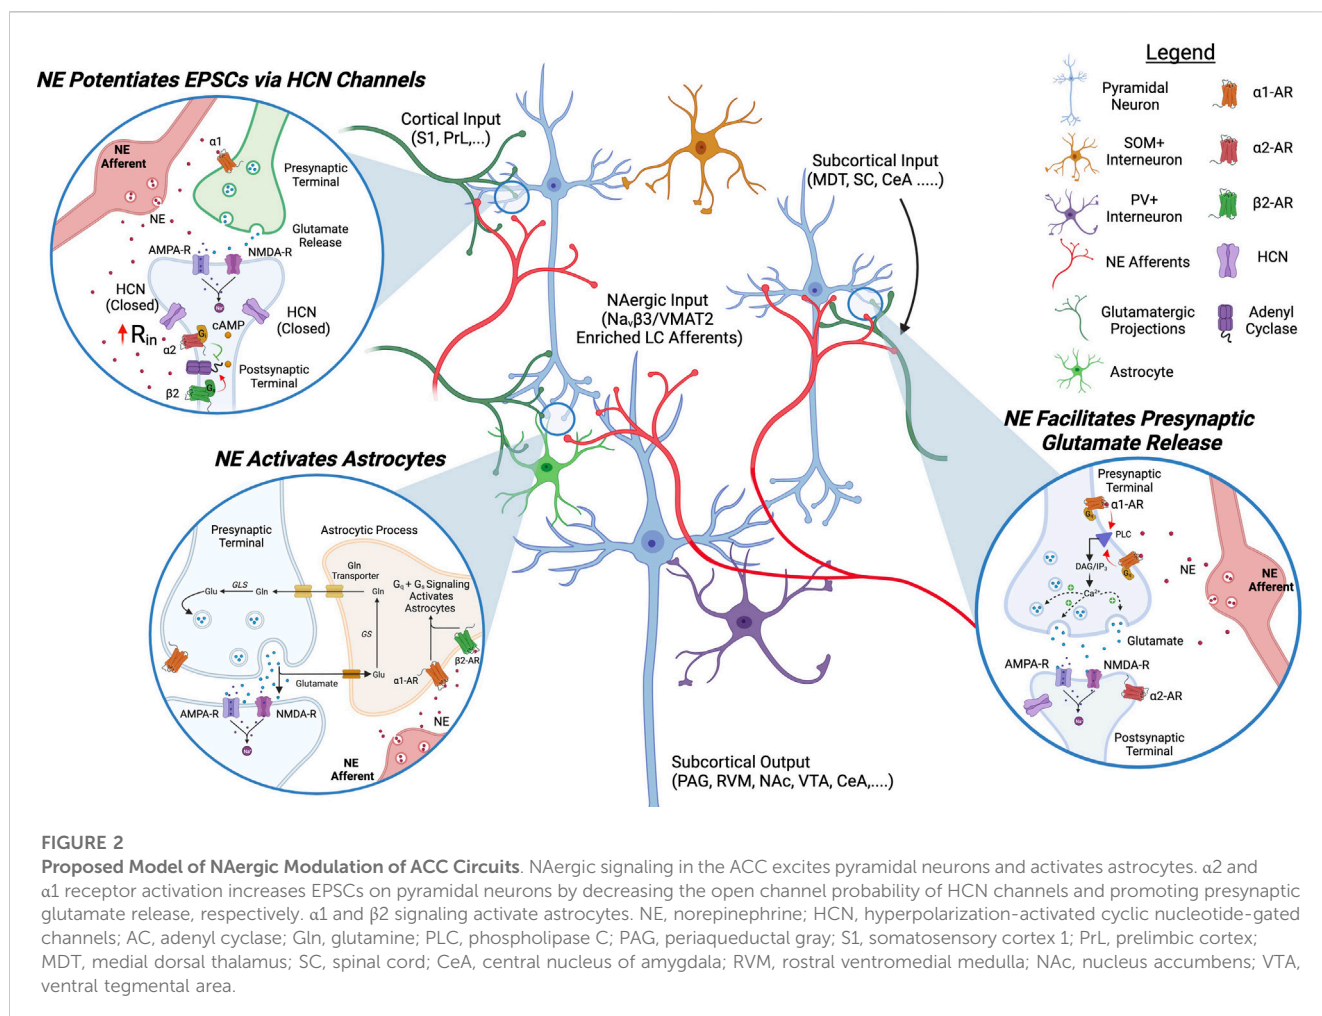 NE Potentiates EPSCs via HCN Channels
α1
NE
Afferent
Presynaptic
Terminal
NE
Glutamate
Release
AMPA-R
NMDA-R
HCN
(Closed)
Na⁺
HCN
(Closed)
Rin
cAMP
Gi
α2
Postsynaptic
Terminal
β2
Gs
Cortical Input
(S1, PrL,...)
Subcortical Input
(MDT, SC, CeA .....)
NAergic Input
(Naᵥβ3/VMAT2
Enriched LC Afferents)
Legend
Pyramidal
Neuron
α1-AR
SOM+
Interneuron
α2-AR
PV+
Interneuron
β2-AR
NE Afferents
HCN
Glutamatergic
Projections
Adenyl
Cyclase
Astrocyte
NE Activates Astrocytes
Presynaptic
Terminal
Astrocytic Process
Gln
Transporter
Gq + Gs Signaling
Activates
Astrocytes
Glu
GLS
Gln
Gln
GS
β2-AR
α1-AR
Glu
Glutamate
AMPA-R
NMDA-R
Na⁺
NE
NE
Afferent
Subcortical Output
(PAG, RVM, NAc, VTA, CeA,....)
NE Facilitates Presynaptic
Glutamate Release
Presynaptic
Terminal
α1-AR
Gq
PLC
Gq
DAG/IP₃
Ca²⁺
NE
NE
Afferent
Glutamate
AMPA-R
NMDA-R
α2-AR
Na⁺
Postsynaptic
Terminal
FIGURE 2
Proposed Model of NAergic Modulation of ACC Circuits. NAergic signaling in the ACC excites pyramidal neurons and activates astrocytes. α2 and
α1 receptor activation increases EPSCs on pyramidal neurons by decreasing the open channel probability of HCN channels and promoting presynaptic
glutamate release, respectively. α1 and β2 signaling activate astrocytes. NE, norepinephrine; HCN, hyperpolarization-activated cyclic nucleotide-gated
channels; AC, adenyl cyclase; Gln, glutamine; PLC, phospholipase C; PAG, periaqueductal gray; S1, somatosensory cortex 1; PrL, prelimbic cortex;
MDT, medial dorsal thalamus; SC, spinal cord; CeA, central nucleus of amygdala; RVM, rostral ventromedial medulla; NAc, nucleus accumbens; VTA,
ventral tegmental area.